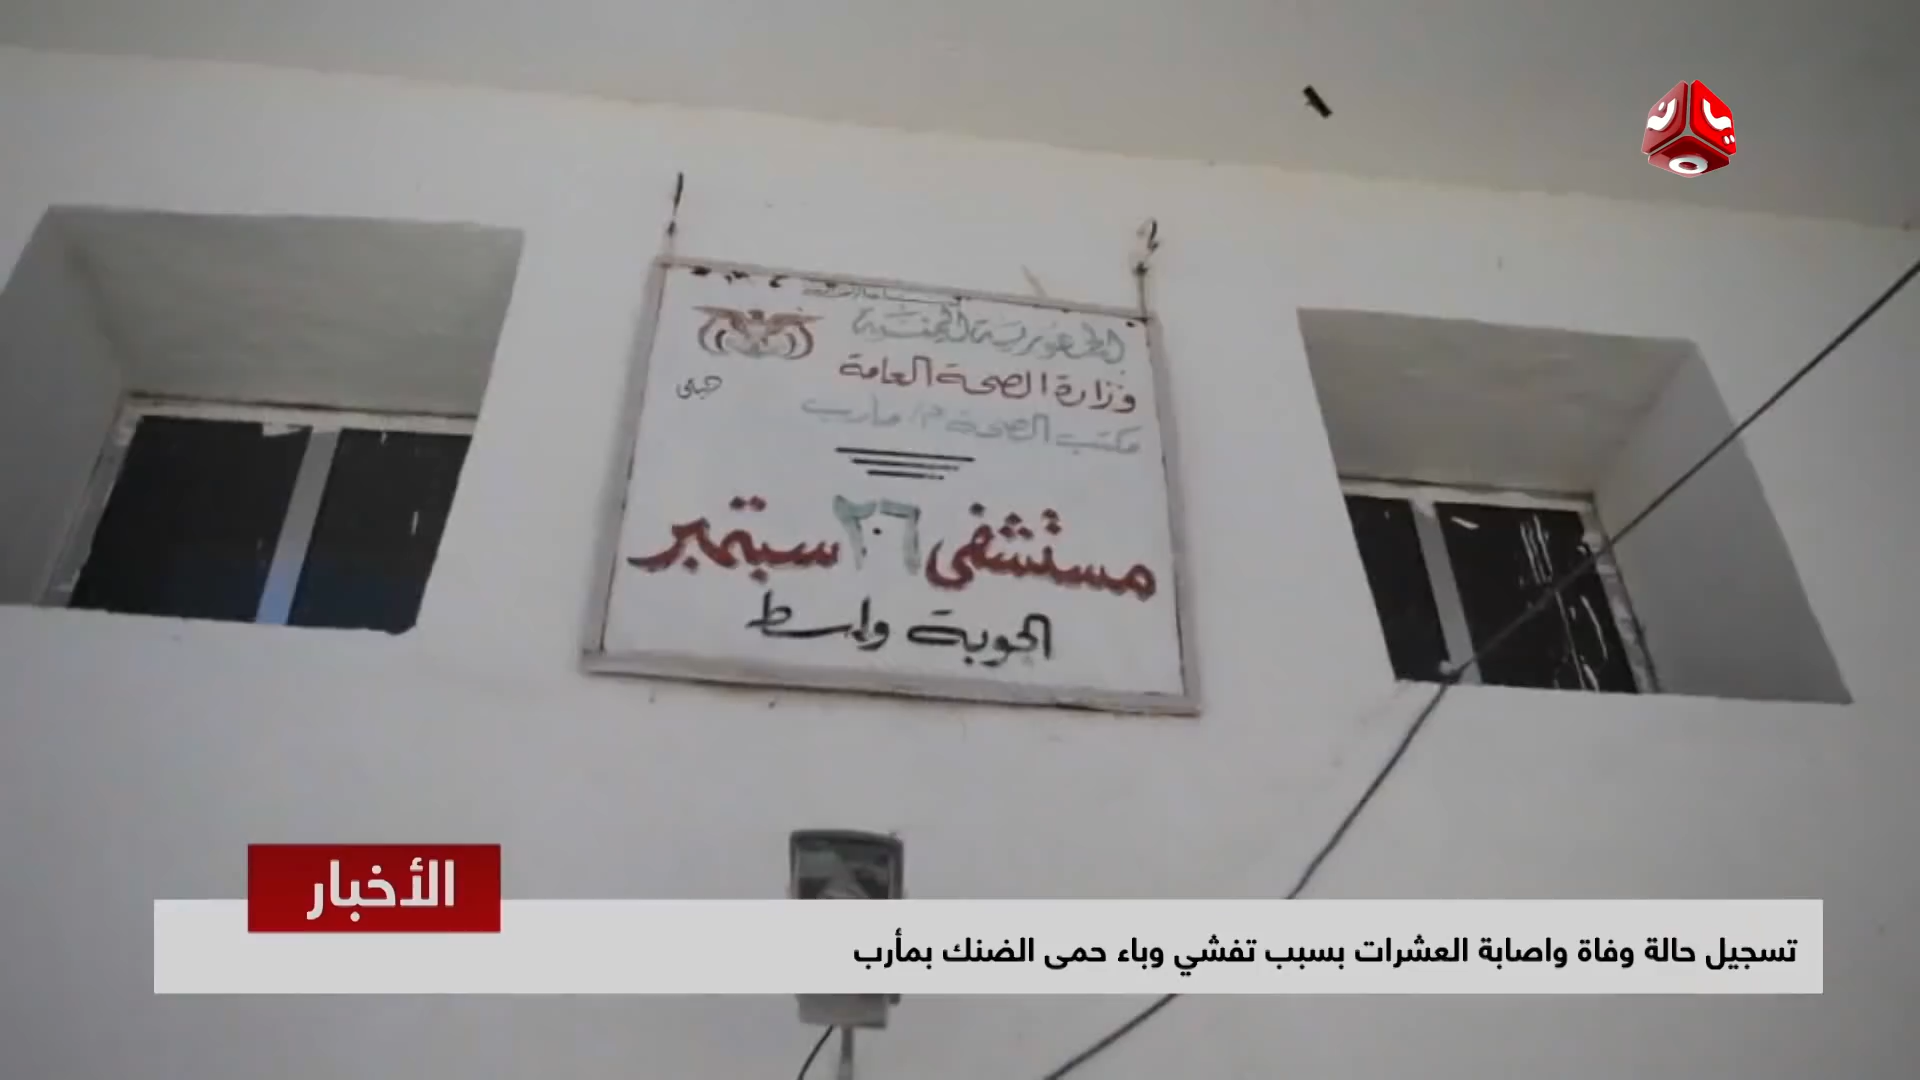 الجمهورية اليمنية
وزارة الصحة العامة
مكتب الصحة م/ مأرب
مستشفى ٢٦ سبتمبر
الجوبة واسط
الأخبار
تسجيل حالة وفاة واصابة العشرات بسبب تفشي وباء حمى الضنك بمأرب